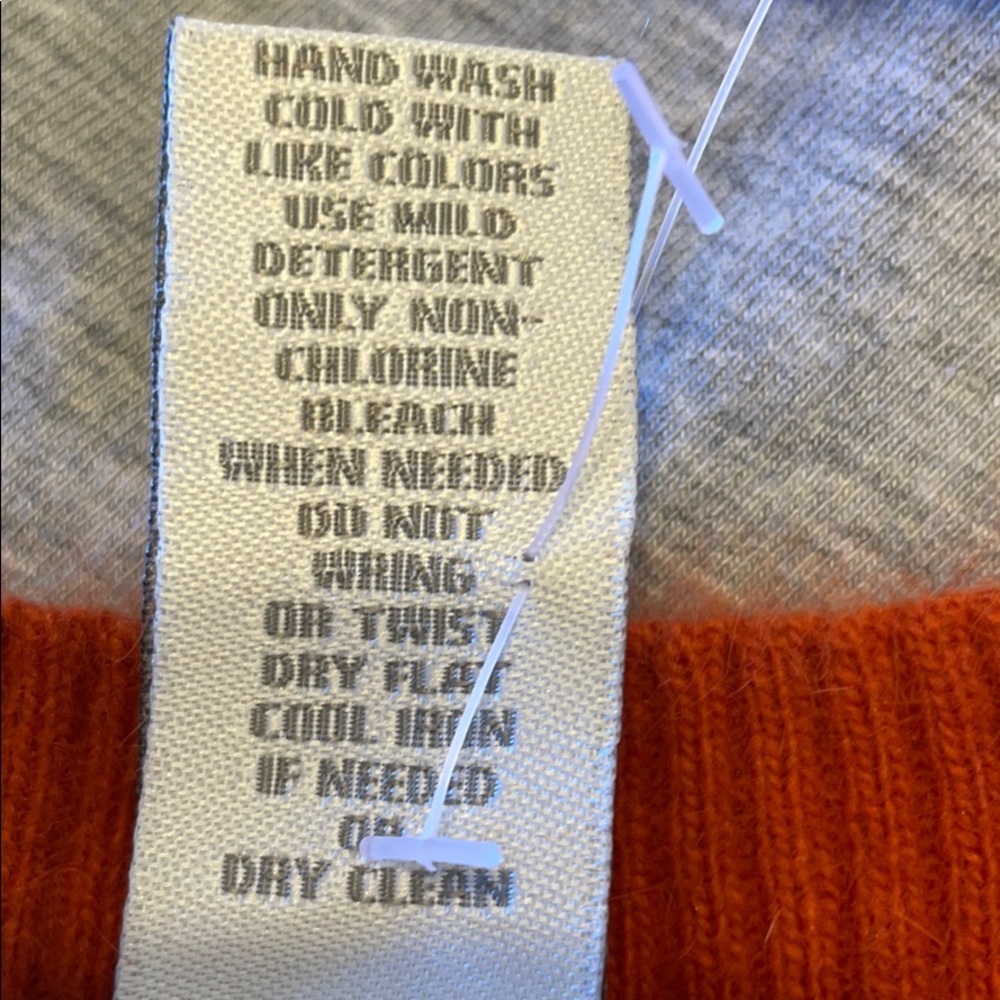 HAND WASH
COLD WITH
LIKE COLORS
USE MILD
DETERGENT
ONLY NON-
CHLORINE
BLEACH
WHEN NEEDED
DO NOT
WRING
OR TWIST
DRY FLAT
COOL IRON
IF NEEDED
OR
DRY CLEAN